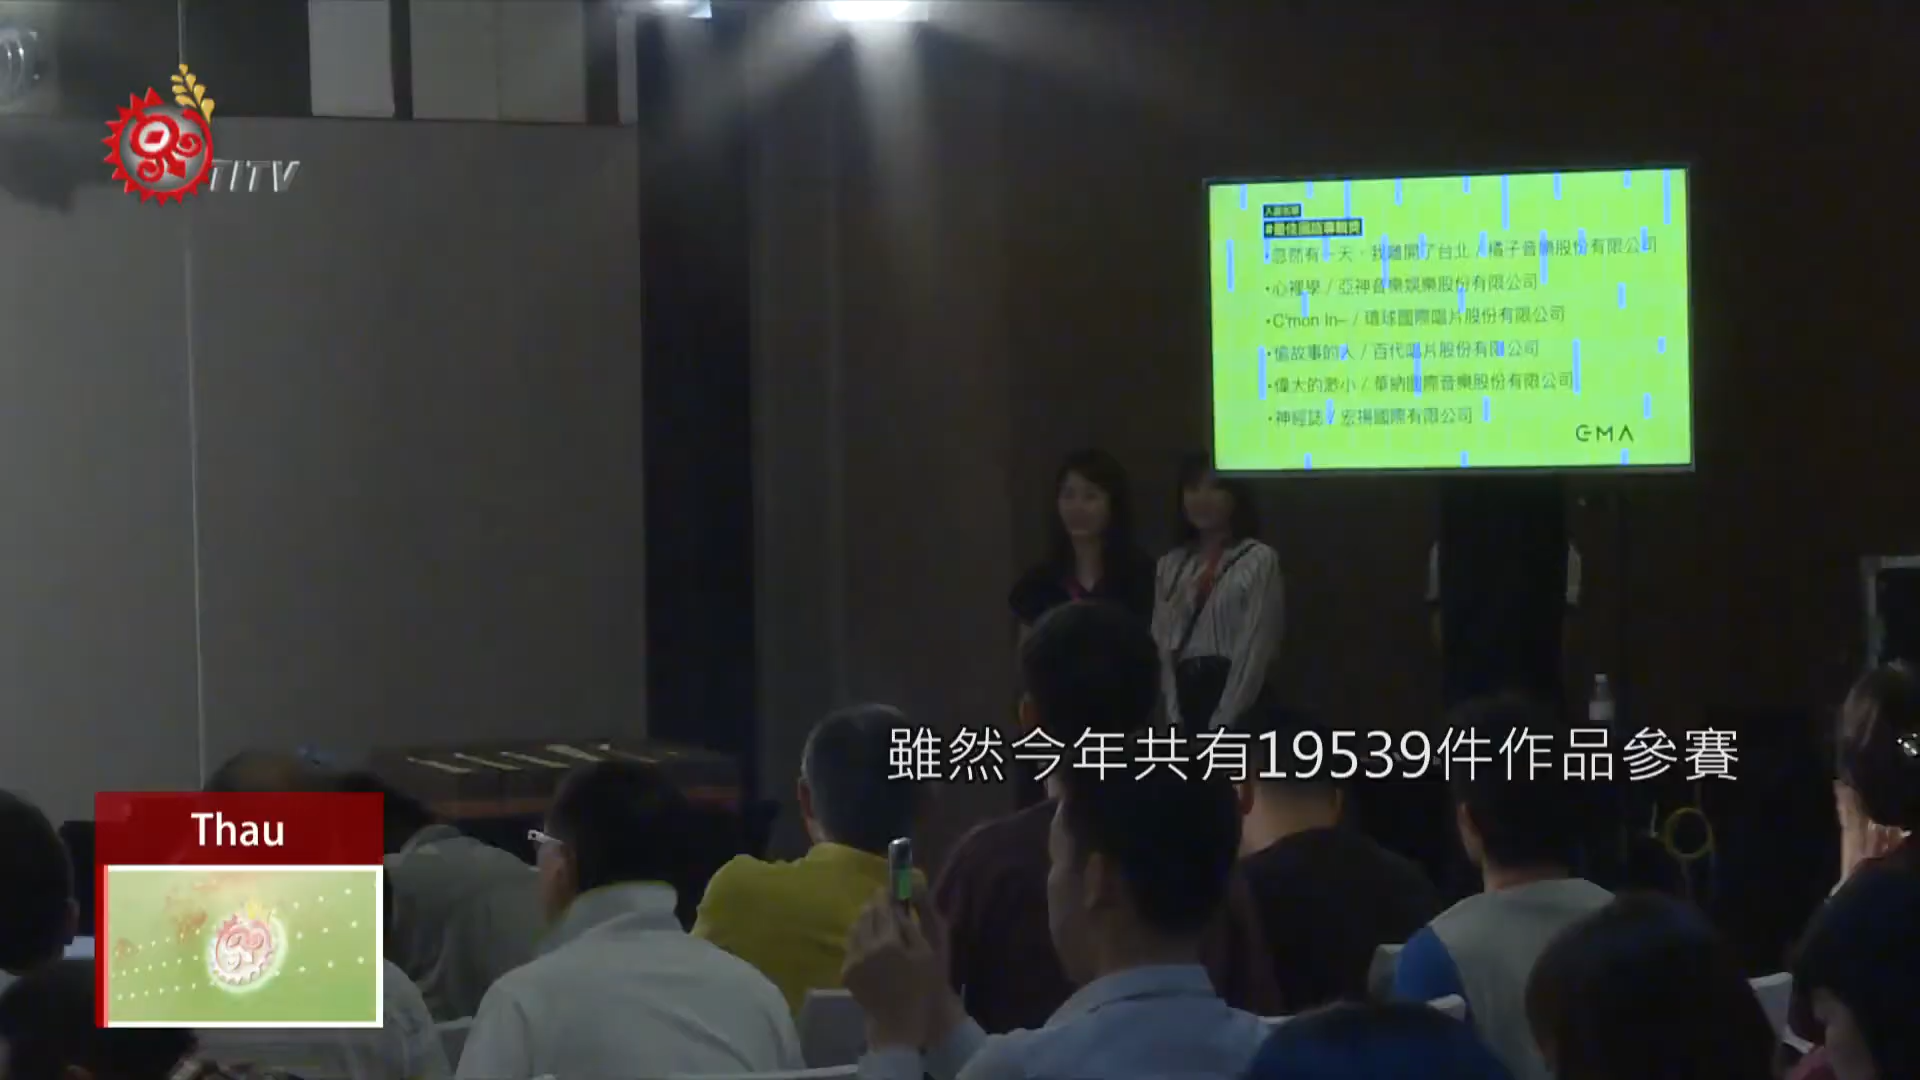 TITV
入圍名單
#最佳國語專輯獎
•忽然有一天,我離開了台北 / 橘子音樂股份有限公司
•心裡學 / 亞神音樂娛樂股份有限公司
•C'mon In~ / 環球國際唱片股份有限公司
•偷故事的人 / 百代唱片股份有限公司
•偉大的渺小 / 華納國際音樂股份有限公司
•神經誌 / 宏揚國際有限公司
GMA
雖然今年共有19539件作品參賽
Thau